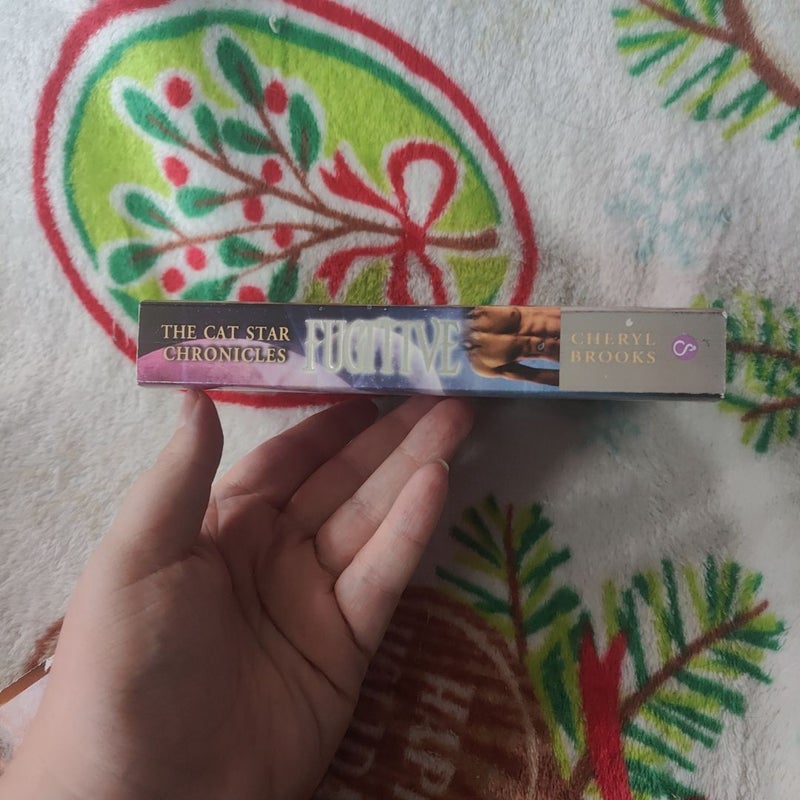 THE CAT STAR
CHRONICLES
FUGITIVE
CHERYL
BROOKS